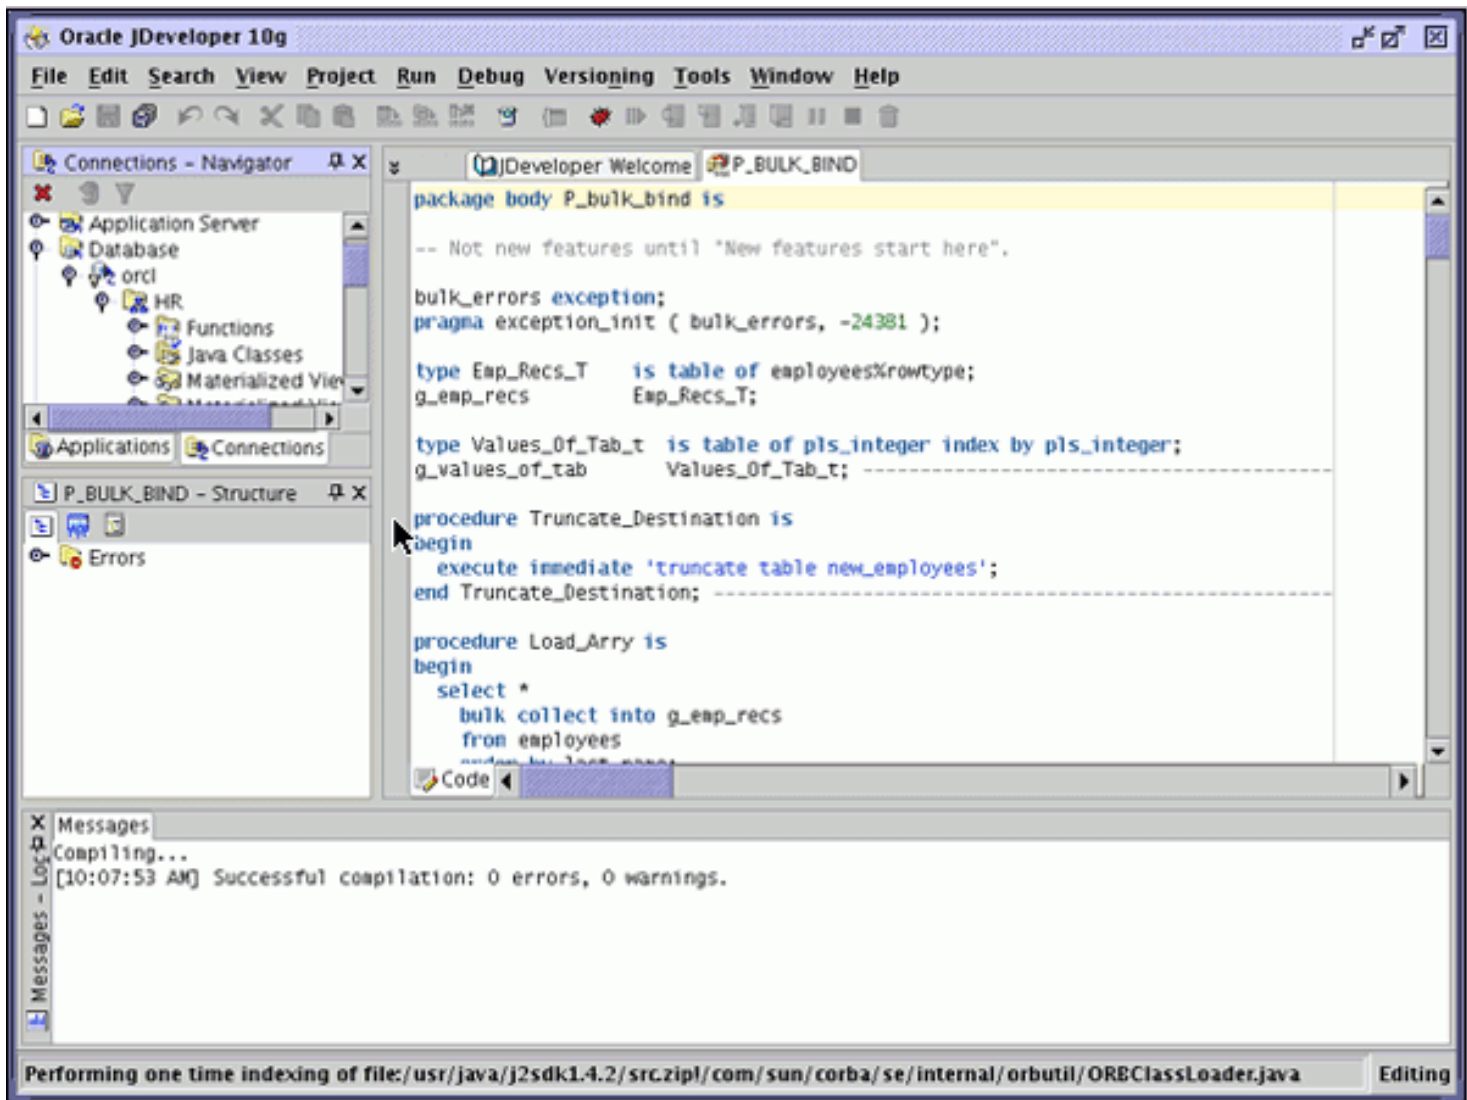 Oracle JDeveloper 10g
File Edit Search View Project Run Debug Versioning Tools Window Help
Connections - Navigator
Application Server
Database
orcl
HR
Functions
Java Classes
Materialized View
Applications Connections
P_BULK_BIND - Structure
Errors
JDeveloper Welcome P_BULK_BIND
package body P_bulk_bind is
-- Not new features until "New features start here".
bulk_errors exception;
pragma exception_init ( bulk_errors, -24381 );
type Emp_Recs_T is table of employees%rowtype;
g_emp_recs Emp_Recs_T;
type Values_Of_Tab_t is table of pls_integer index by pls_integer;
g_values_of_tab Values_Of_Tab_t; -----------------------------------------
procedure Truncate_Destination is
begin
execute immediate 'truncate table new_employees';
end Truncate_Destination; ------------------------------------------------------
procedure Load_Arry is
begin
select *
bulk collect into g_emp_recs
from employees
order by last_name;
Code
Messages
Compiling...
[10:07:53 AM] Successful compilation: 0 errors, 0 warnings.
Messages - Log
Performing one time indexing of file:/usr/java/j2sdk1.4.2/src.zip!/com/sun/corba/se/internal/orbutil/ORBClassLoader.java Editing